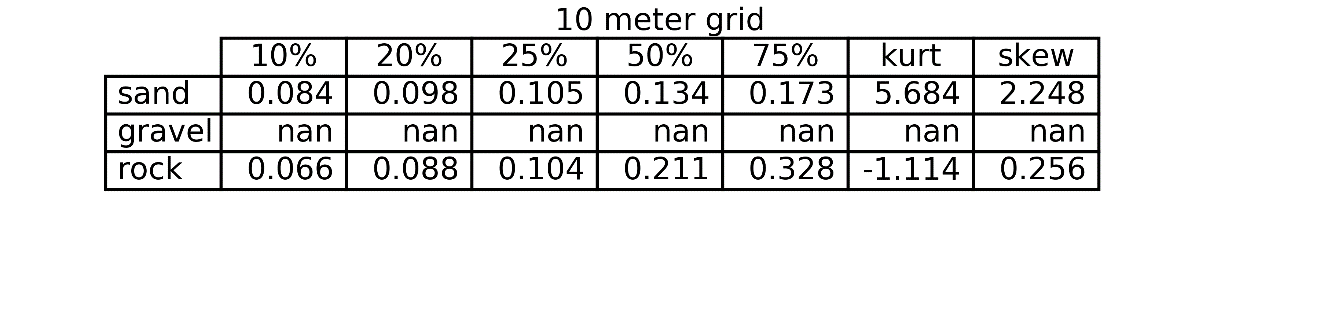 10 meter grid
10% 20% 25% 50% 75% kurt skew
sand 0.084 0.098 0.105 0.134 0.173 5.684 2.248
gravel nan nan nan nan nan nan nan
rock 0.066 0.088 0.104 0.211 0.328 -1.114 0.256